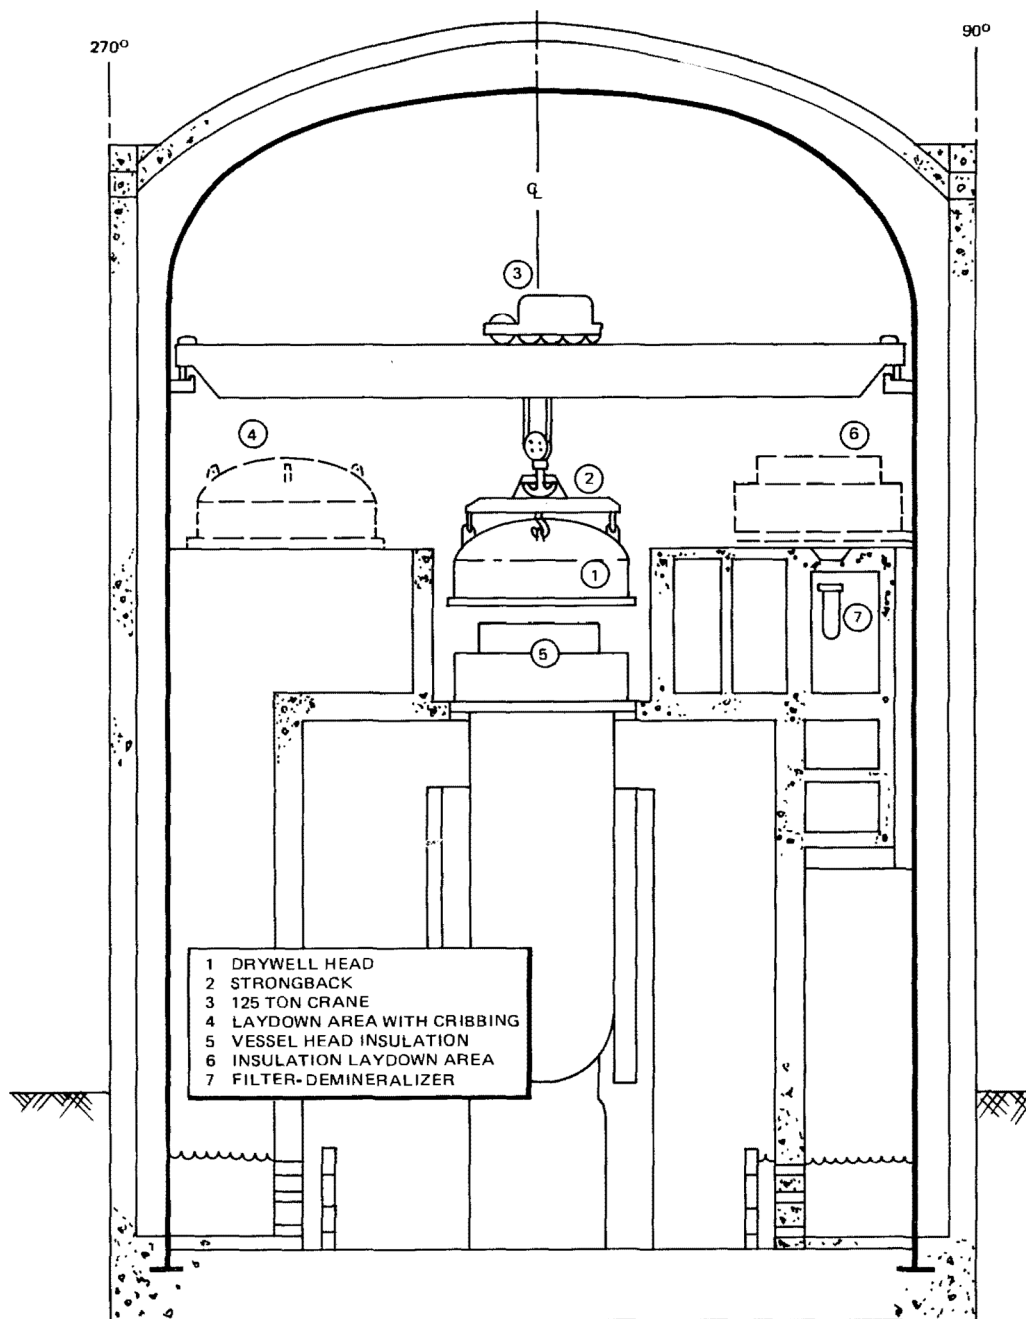 270° 90°
C̲L
3
4 6
2
1
7
5
1 DRYWELL HEAD
2 STRONGBACK
3 125 TON CRANE
4 LAYDOWN AREA WITH CRIBBING
5 VESSEL HEAD INSULATION
6 INSULATION LAYDOWN AREA
7 FILTER-DEMINERALIZER